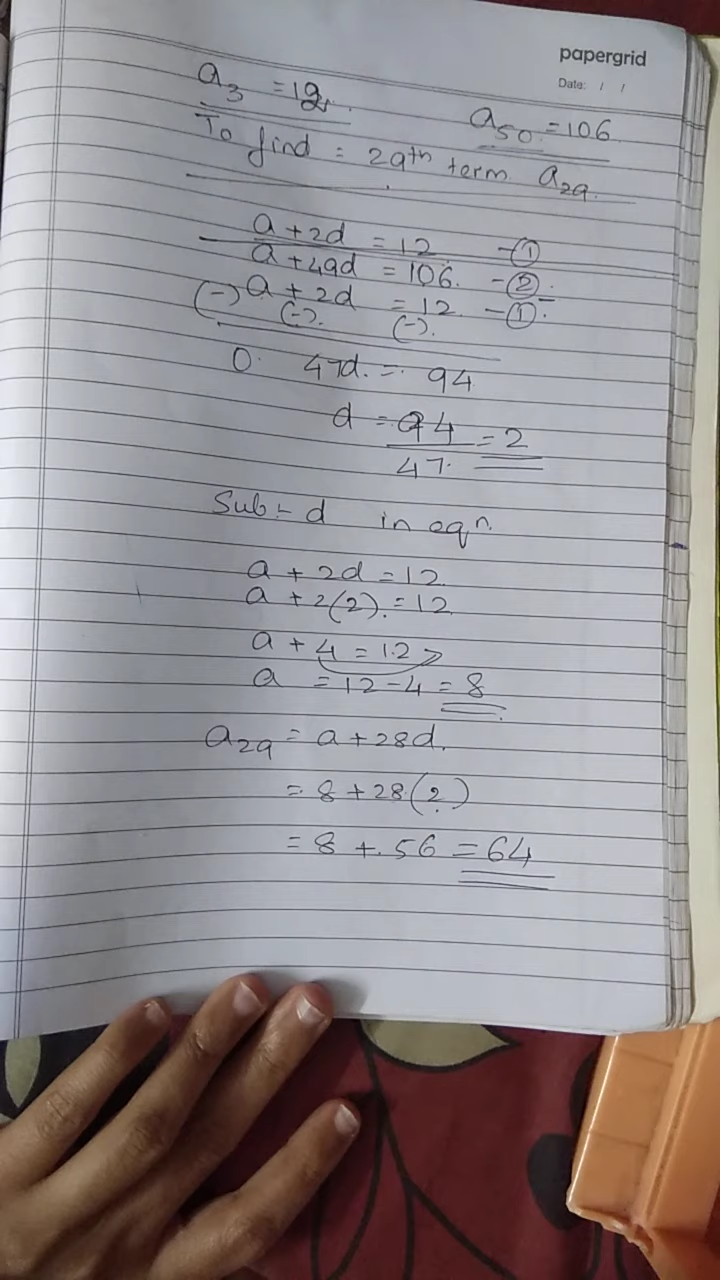 papergrid
Date: / /
a₃ = 12.
a₅₀ = 106
To find = 29th term. a₂₉.
a + 2d = 12 - ①
a + 49d = 106. - ②
(-) a + 2d = 12. - ①
(-). (-).
0. 47d. = 94
d = 94/47. = 2
Sub:- d in eqⁿ.
a + 2d = 12
a + 2(2). = 12
a + 4 = 12
a = 12 - 4 = 8
a₂₉ = a + 28d.
= 8 + 28(2)
= 8 + 56 = 64